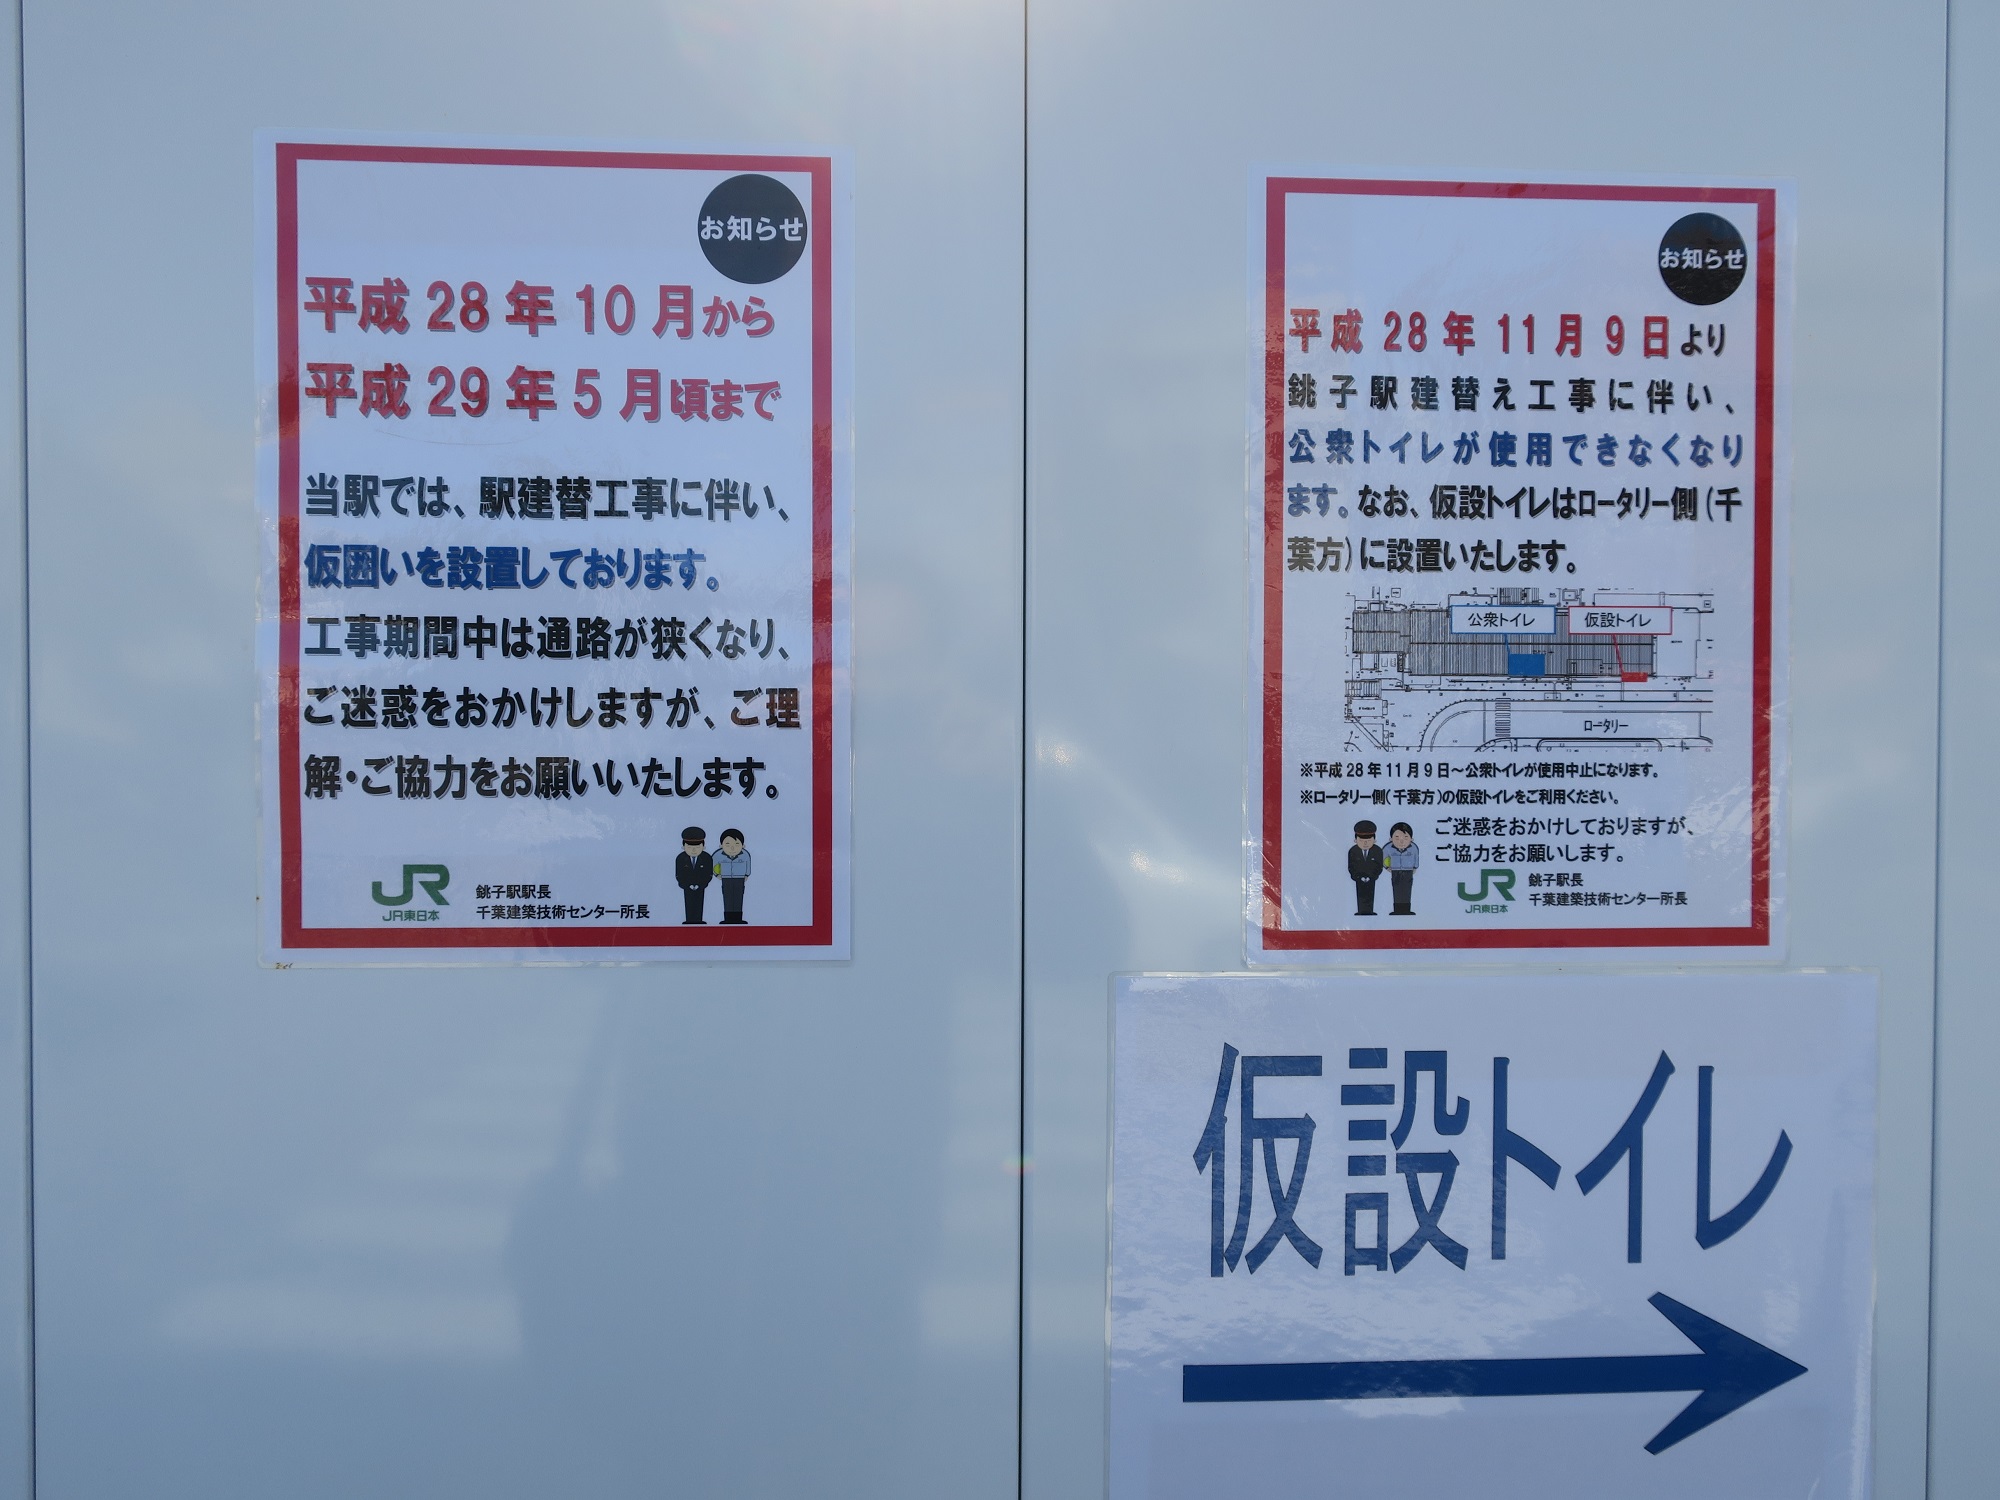 お知らせ
平成 28 年 10 月から
平成 29 年 5 月頃まで
当駅では、駅建替工事に伴い、
仮囲いを設置しております。
工事期間中は通路が狭くなり、
ご迷惑をおかけしますが、ご理
解・ご協力をお願いいたします。
JR
JR東日本
銚子駅駅長
千葉建築技術センター所長
お知らせ
平成 28 年 11 月 9 日より
銚子駅建替え工事に伴い、
公衆トイレが使用できなくなり
ます。なお、仮設トイレはロータリー側(千
葉方)に設置いたします。
公衆トイレ
仮設トイレ
ロータリー
※平成 28 年 11 月 9 日～公衆トイレが使用中止になります。
※ロータリー側(千葉方)の仮設トイレをご利用ください。
ご迷惑をおかけしておりますが、
ご協力をお願いします。
JR
JR東日本
銚子駅長
千葉建築技術センター所長
仮設トイレ